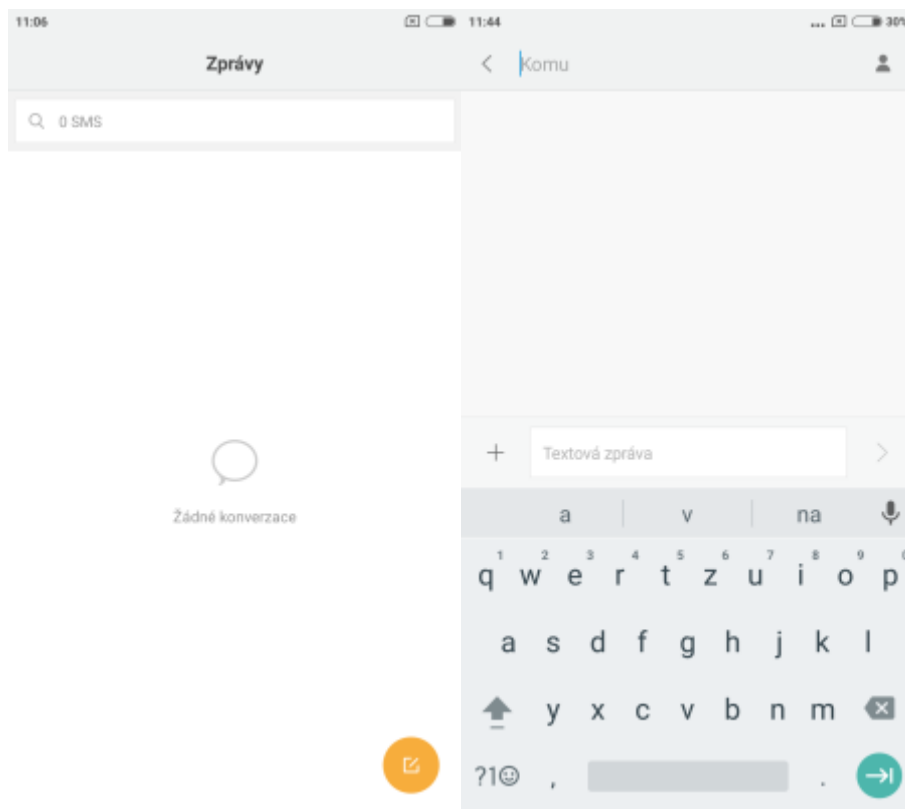 11:06
Zprávy
0 SMS
Žádné konverzace
11:44
... 30%
Komu
Textová zpráva
a v na
1 2 3 4 5 6 7 8 9 0
q w e r t z u i o p
a s d f g h j k l
y x c v b n m
?1☺ , .